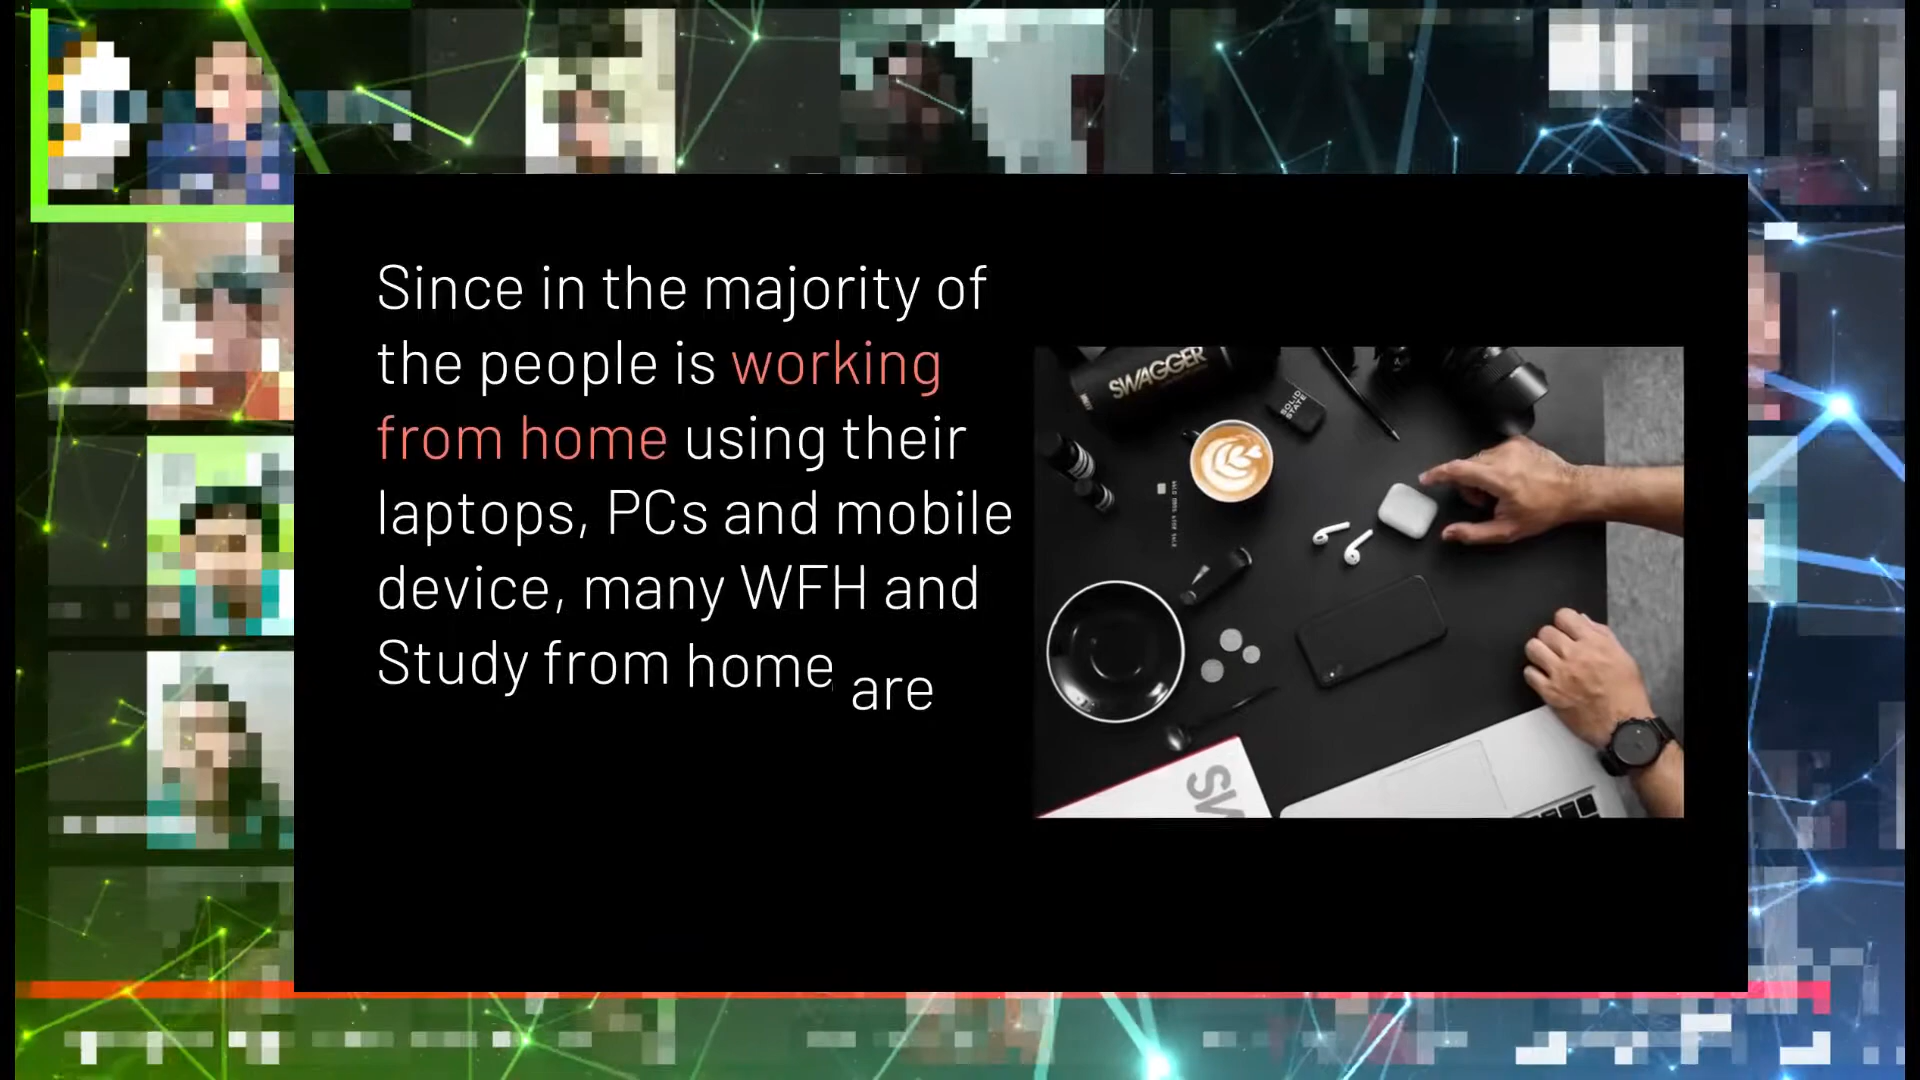 Since in the majority of
the people is working
from home using their
laptops, PCs and mobile
device, many WFH and
Study from home are
SWAGGER
SOLID
STATE
SW